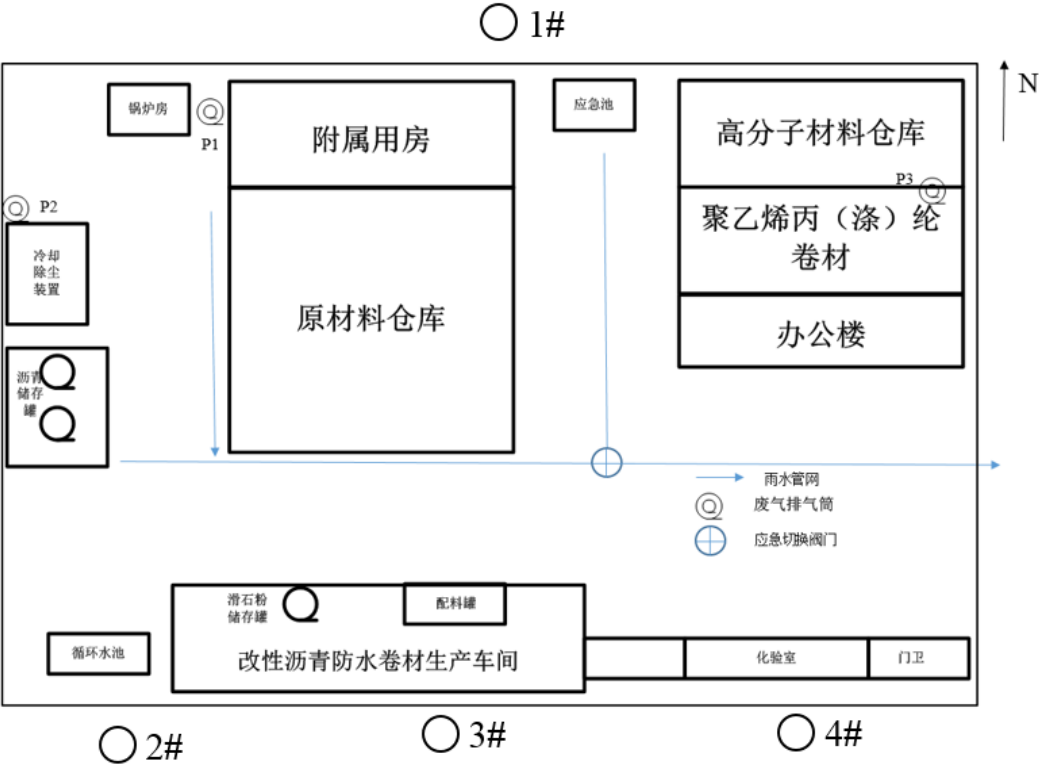 1#
N
锅炉房
P1
附属用房
应急池
高分子材料仓库
P3
P2
聚乙烯丙（涤）纶
卷材
冷却
除尘
装置
原材料仓库
办公楼
沥青
储存
罐
雨水管网
废气排气筒
应急切换阀门
滑石粉
储存罐
配料罐
循环水池
改性沥青防水卷材生产车间
化验室
门卫
2#
3#
4#